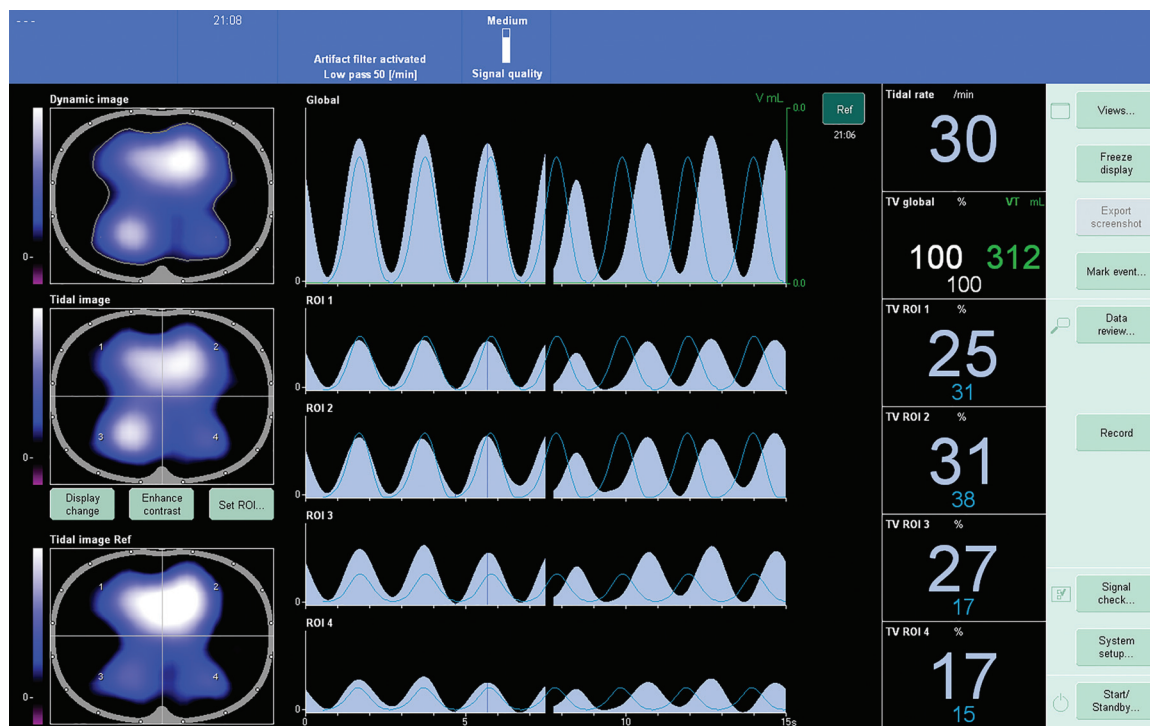 ---
21:08
Medium
Artifact filter activated
Low pass 50 [/min]
Signal quality
Dynamic image
0-
Tidal image
1
2
3
4
0-
Display change
Enhance contrast
Set ROI...
Tidal image Ref
1
2
3
4
0-
Global
V mL
0.0
0.0
0
Ref
21:06
ROI 1
0
ROI 2
0
ROI 3
0
ROI 4
0
0
5
10
15s
Tidal rate /min
30
TV global % VT mL
100 312
100
TV ROI 1 %
25
31
TV ROI 2 %
31
38
TV ROI 3 %
27
17
TV ROI 4 %
17
15
Views...
Freeze
display
Export
screenshot
Mark event...
Data
review...
Record
Signal
check...
System
setup...
Start/
Standby...